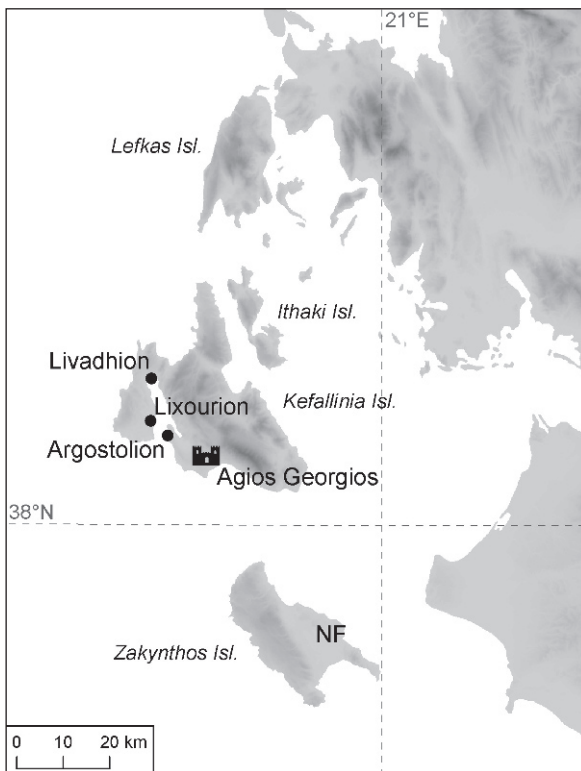 21°E
Lefkas Isl.
Ithaki Isl.
Livadhion
Kefallinia Isl.
Lixourion
Argostolion
Agios Georgios
38°N
NF
Zakynthos Isl.
0 10 20 km